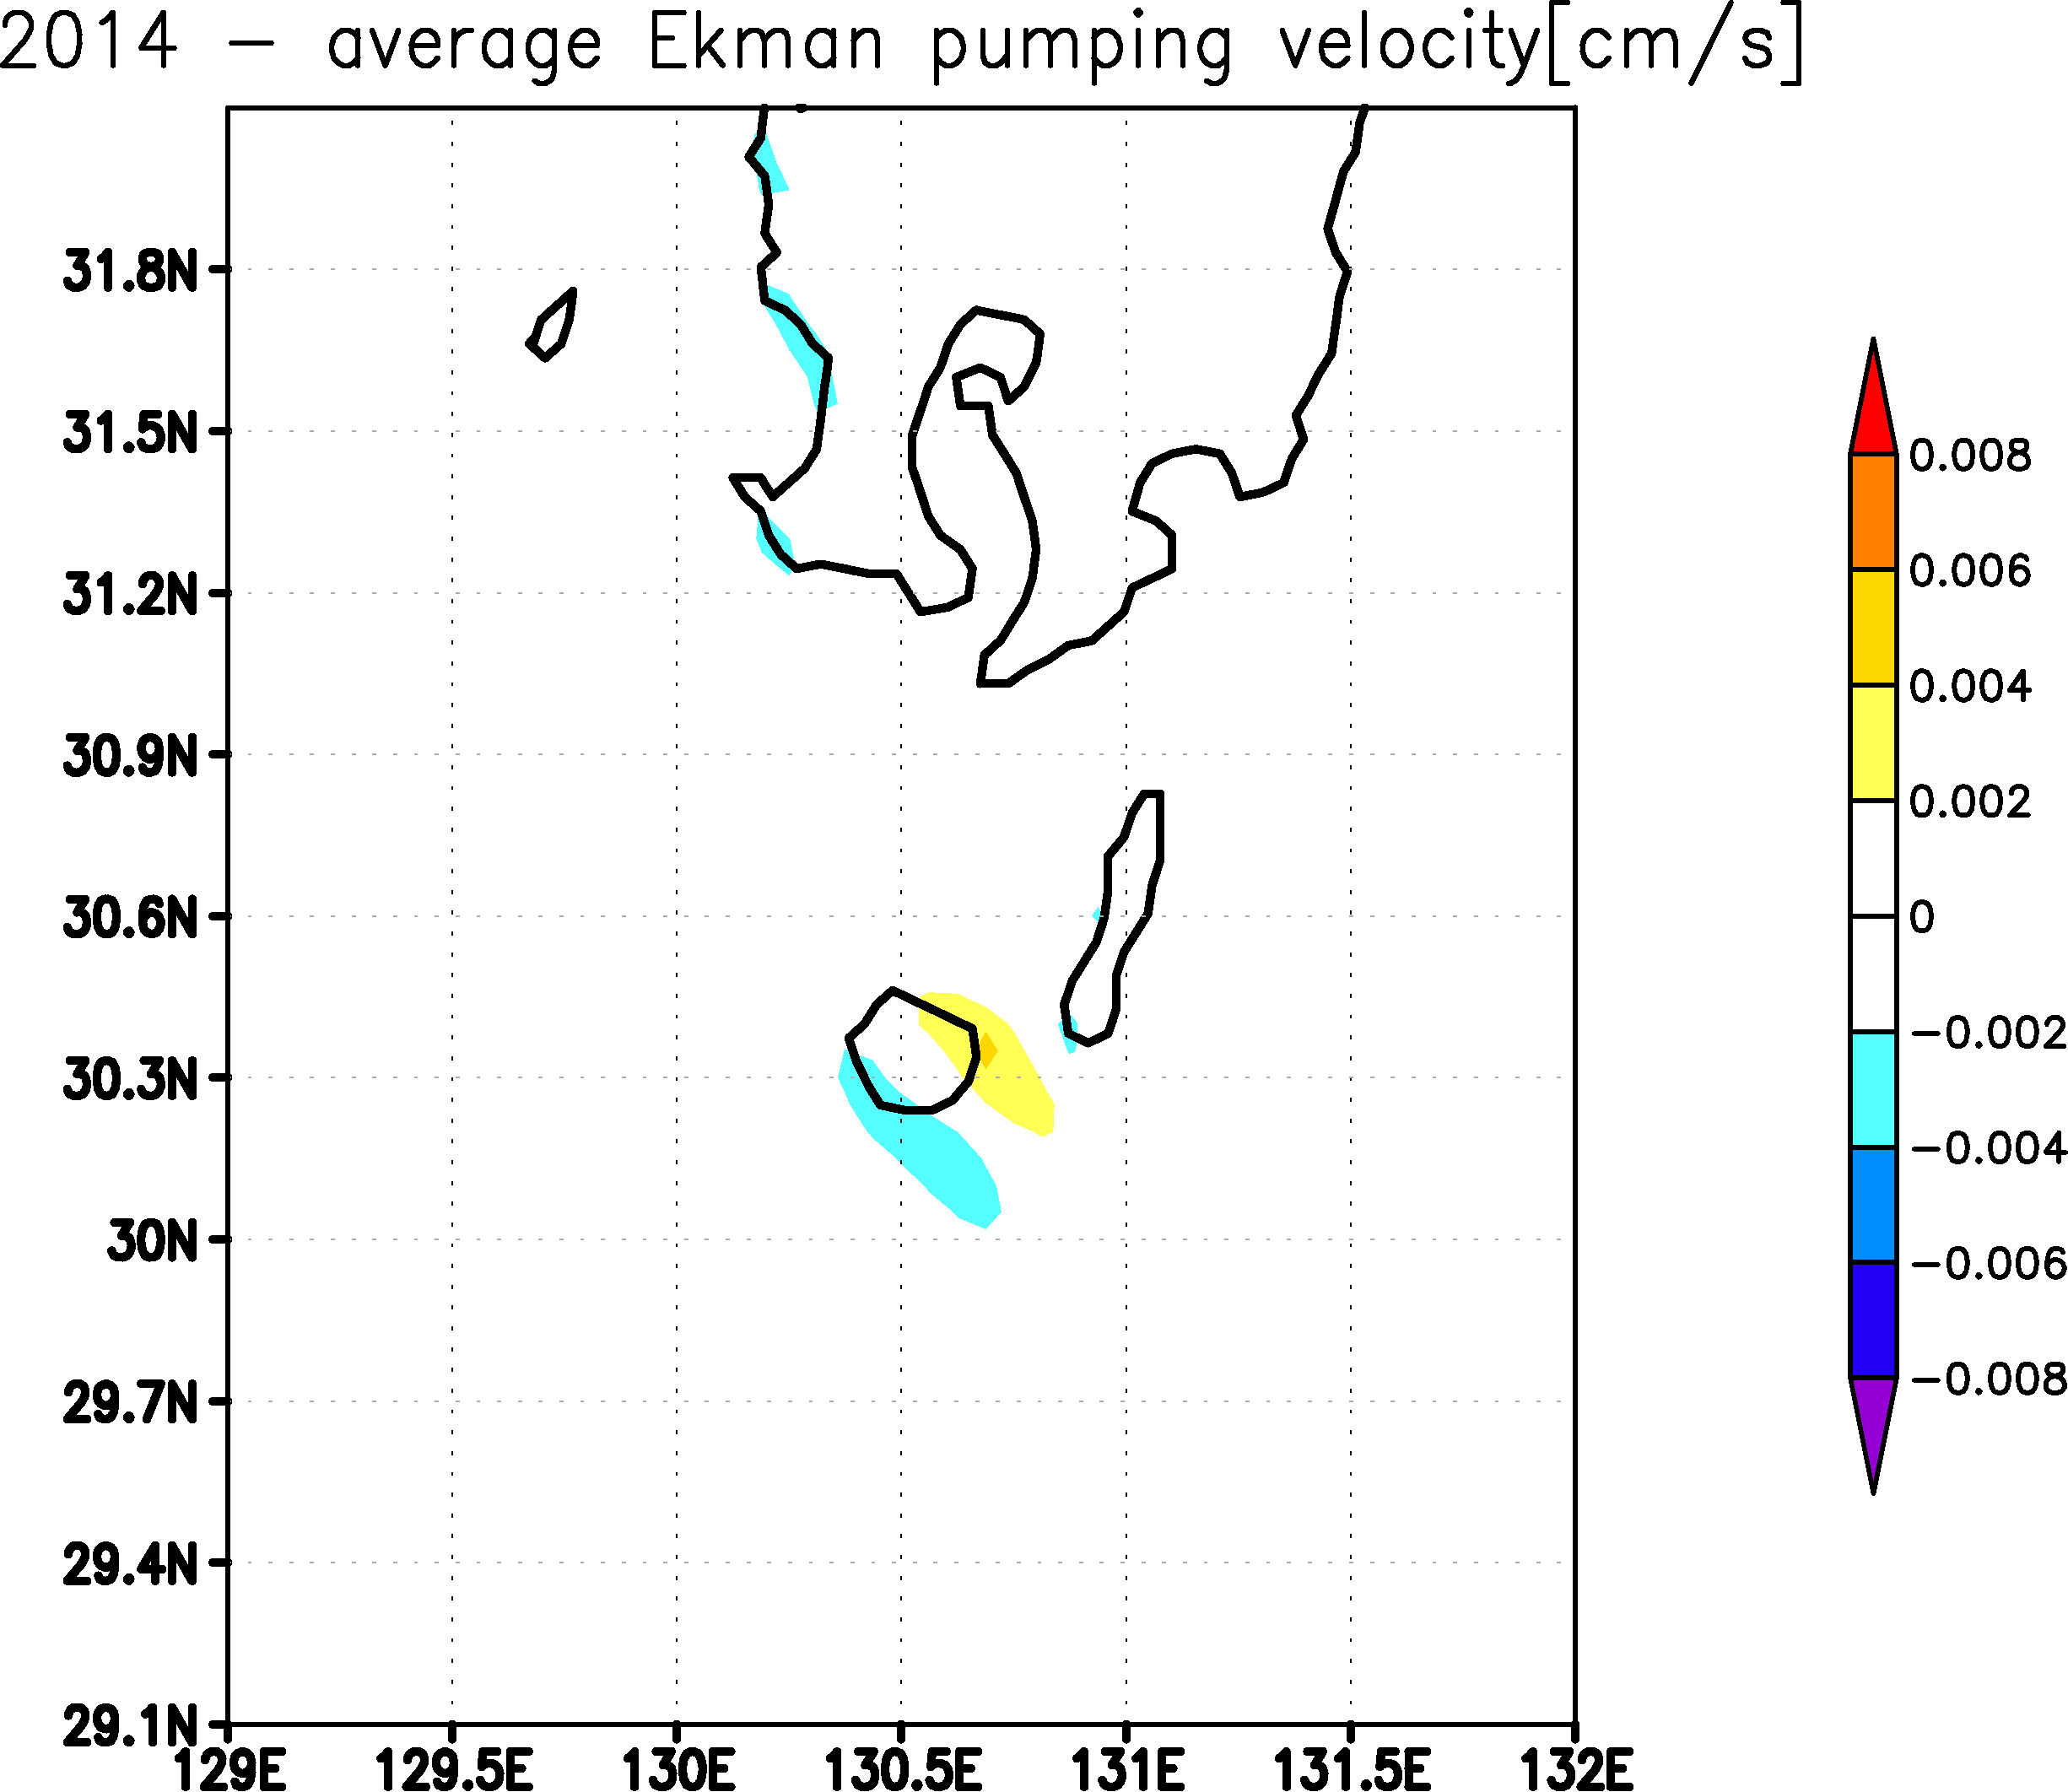 2014 - average Ekman pumping velocity[cm/s]
31.8N
31.5N
31.2N
30.9N
30.6N
30.3N
30N
29.7N
29.4N
29.1N
129E 129.5E 130E 130.5E 131E 131.5E 132E
0.008
0.006
0.004
0.002
0
-0.002
-0.004
-0.006
-0.008